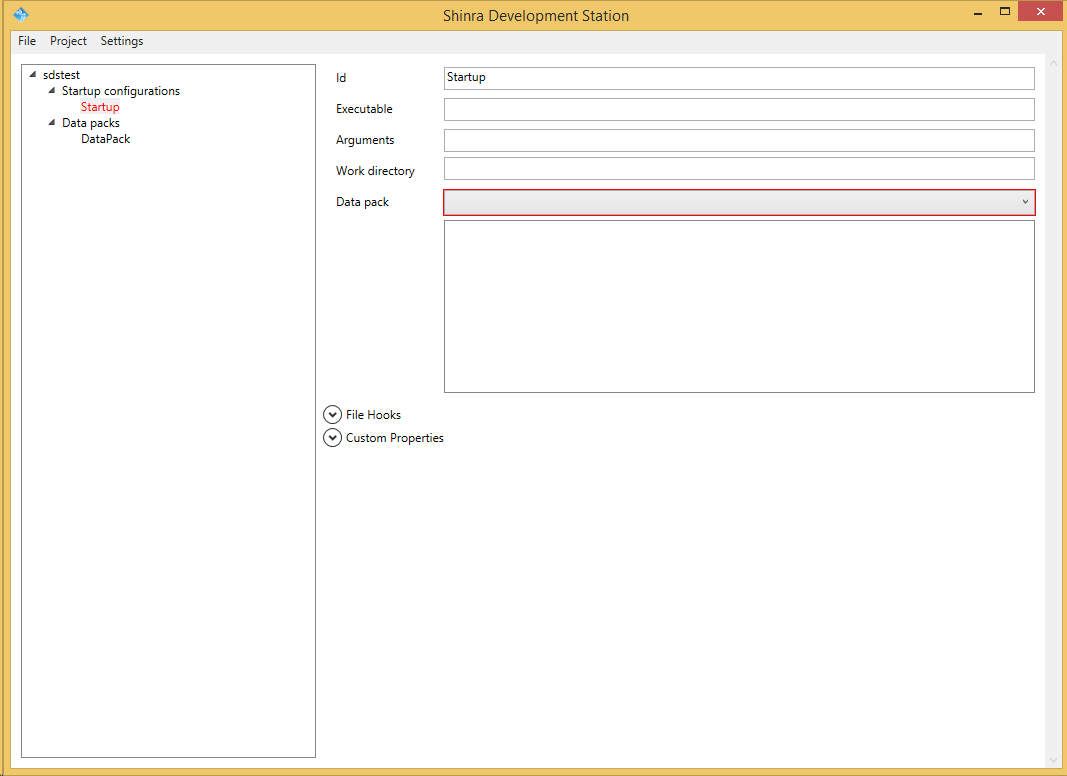 Shinra Development Station
File Project Settings
sdstest
Startup configurations
Startup
Data packs
DataPack
Id Startup
Executable
Arguments
Work directory
Data pack
File Hooks
Custom Properties